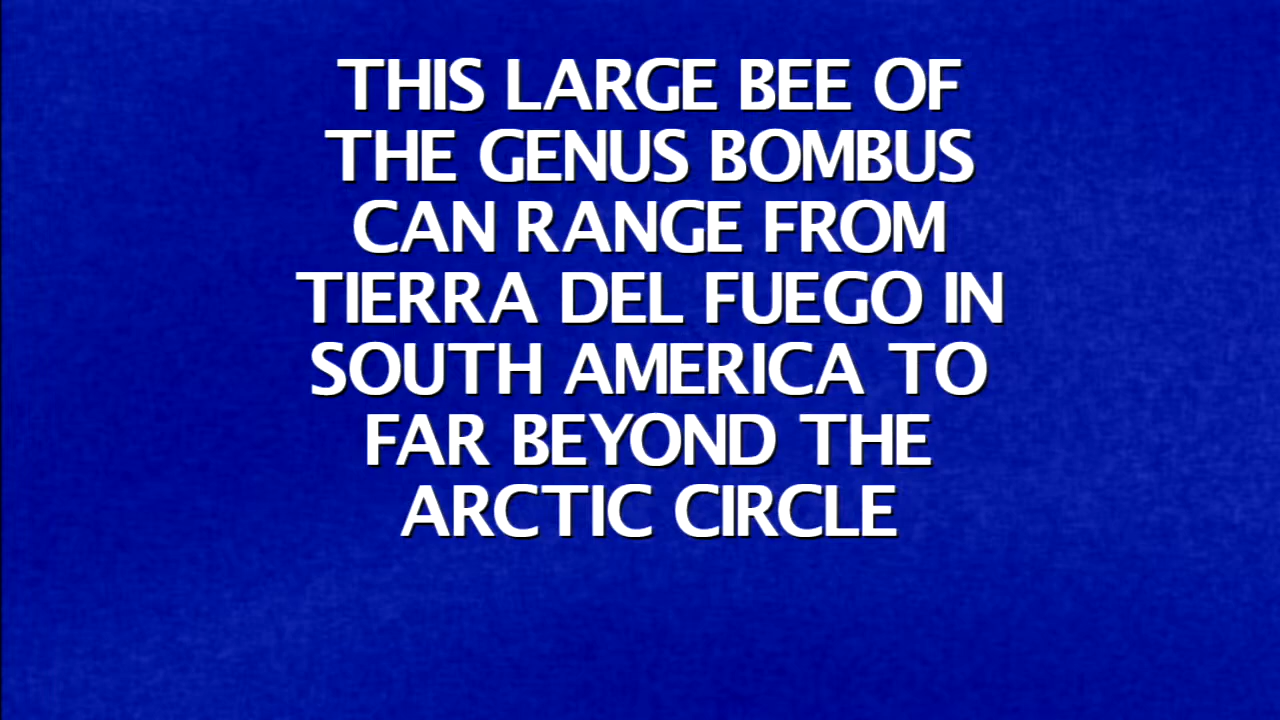 THIS LARGE BEE OF
THE GENUS BOMBUS
CAN RANGE FROM
TIERRA DEL FUEGO IN
SOUTH AMERICA TO
FAR BEYOND THE
ARCTIC CIRCLE